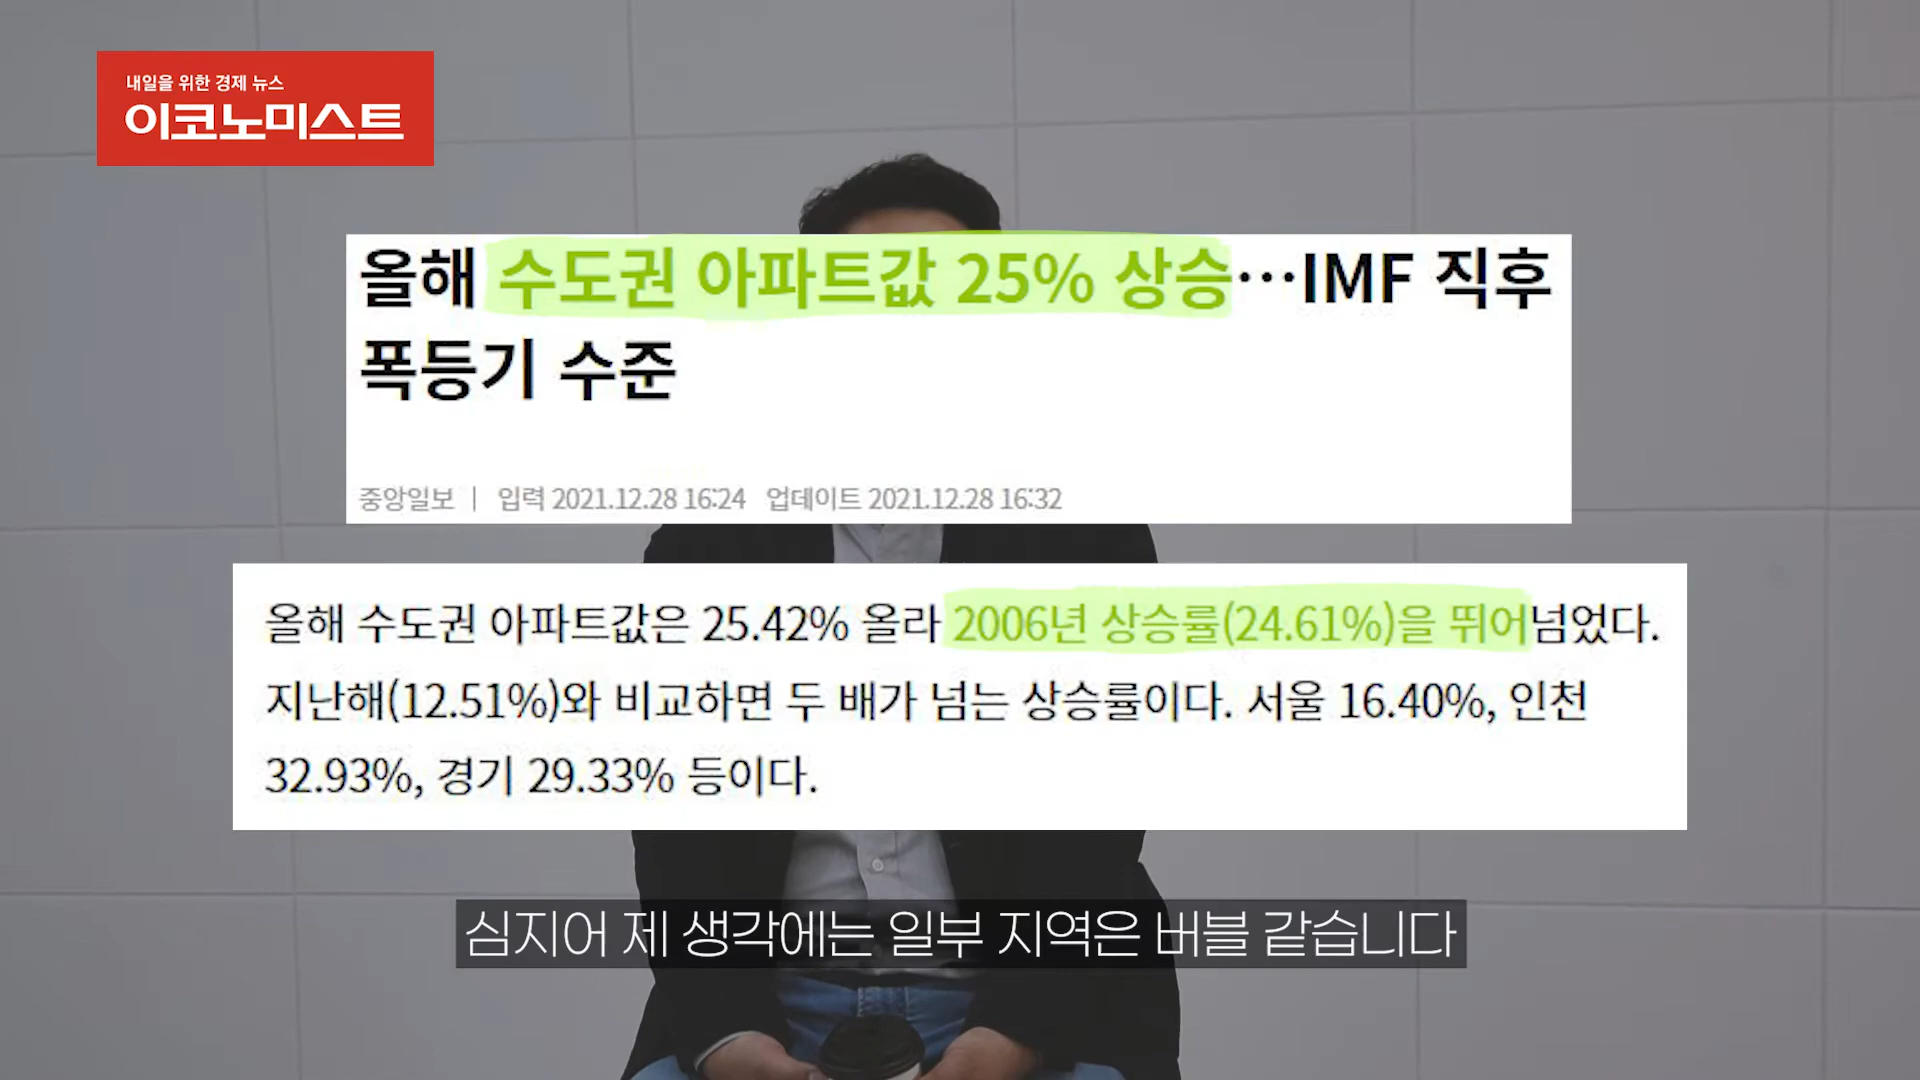 내일을 위한 경제 뉴스
이코노미스트
올해 수도권 아파트값 25% 상승…IMF 직후
폭등기 수준
중앙일보 | 입력 2021.12.28 16:24 업데이트 2021.12.28 16:32
올해 수도권 아파트값은 25.42% 올라 2006년 상승률(24.61%)을 뛰어넘었다.
지난해(12.51%)와 비교하면 두 배가 넘는 상승률이다. 서울 16.40%, 인천
32.93%, 경기 29.33% 등이다.
심지어 제 생각에는 일부 지역은 버블 같습니다